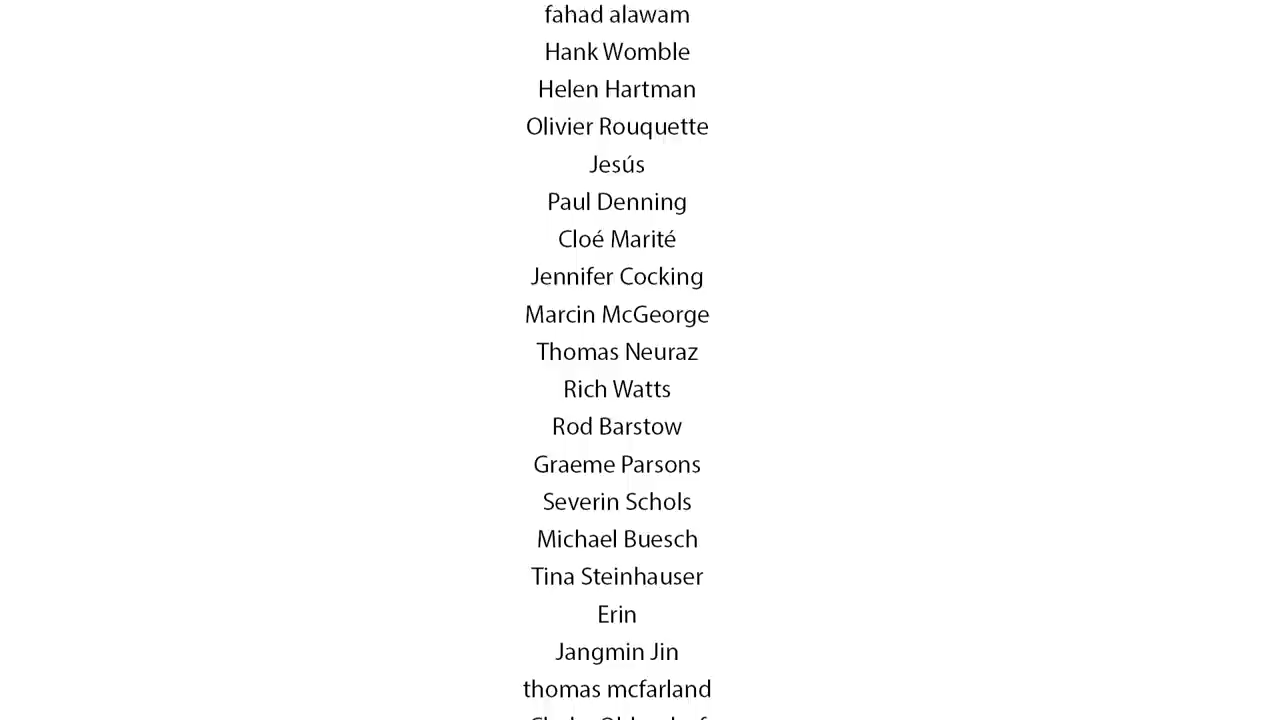 fahad alawam
Hank Womble
Helen Hartman
Olivier Rouquette
Jesús
Paul Denning
Cloé Marité
Jennifer Cocking
Marcin McGeorge
Thomas Neuraz
Rich Watts
Rod Barstow
Graeme Parsons
Severin Schols
Michael Buesch
Tina Steinhauser
Erin
Jangmin Jin
thomas mcfarland